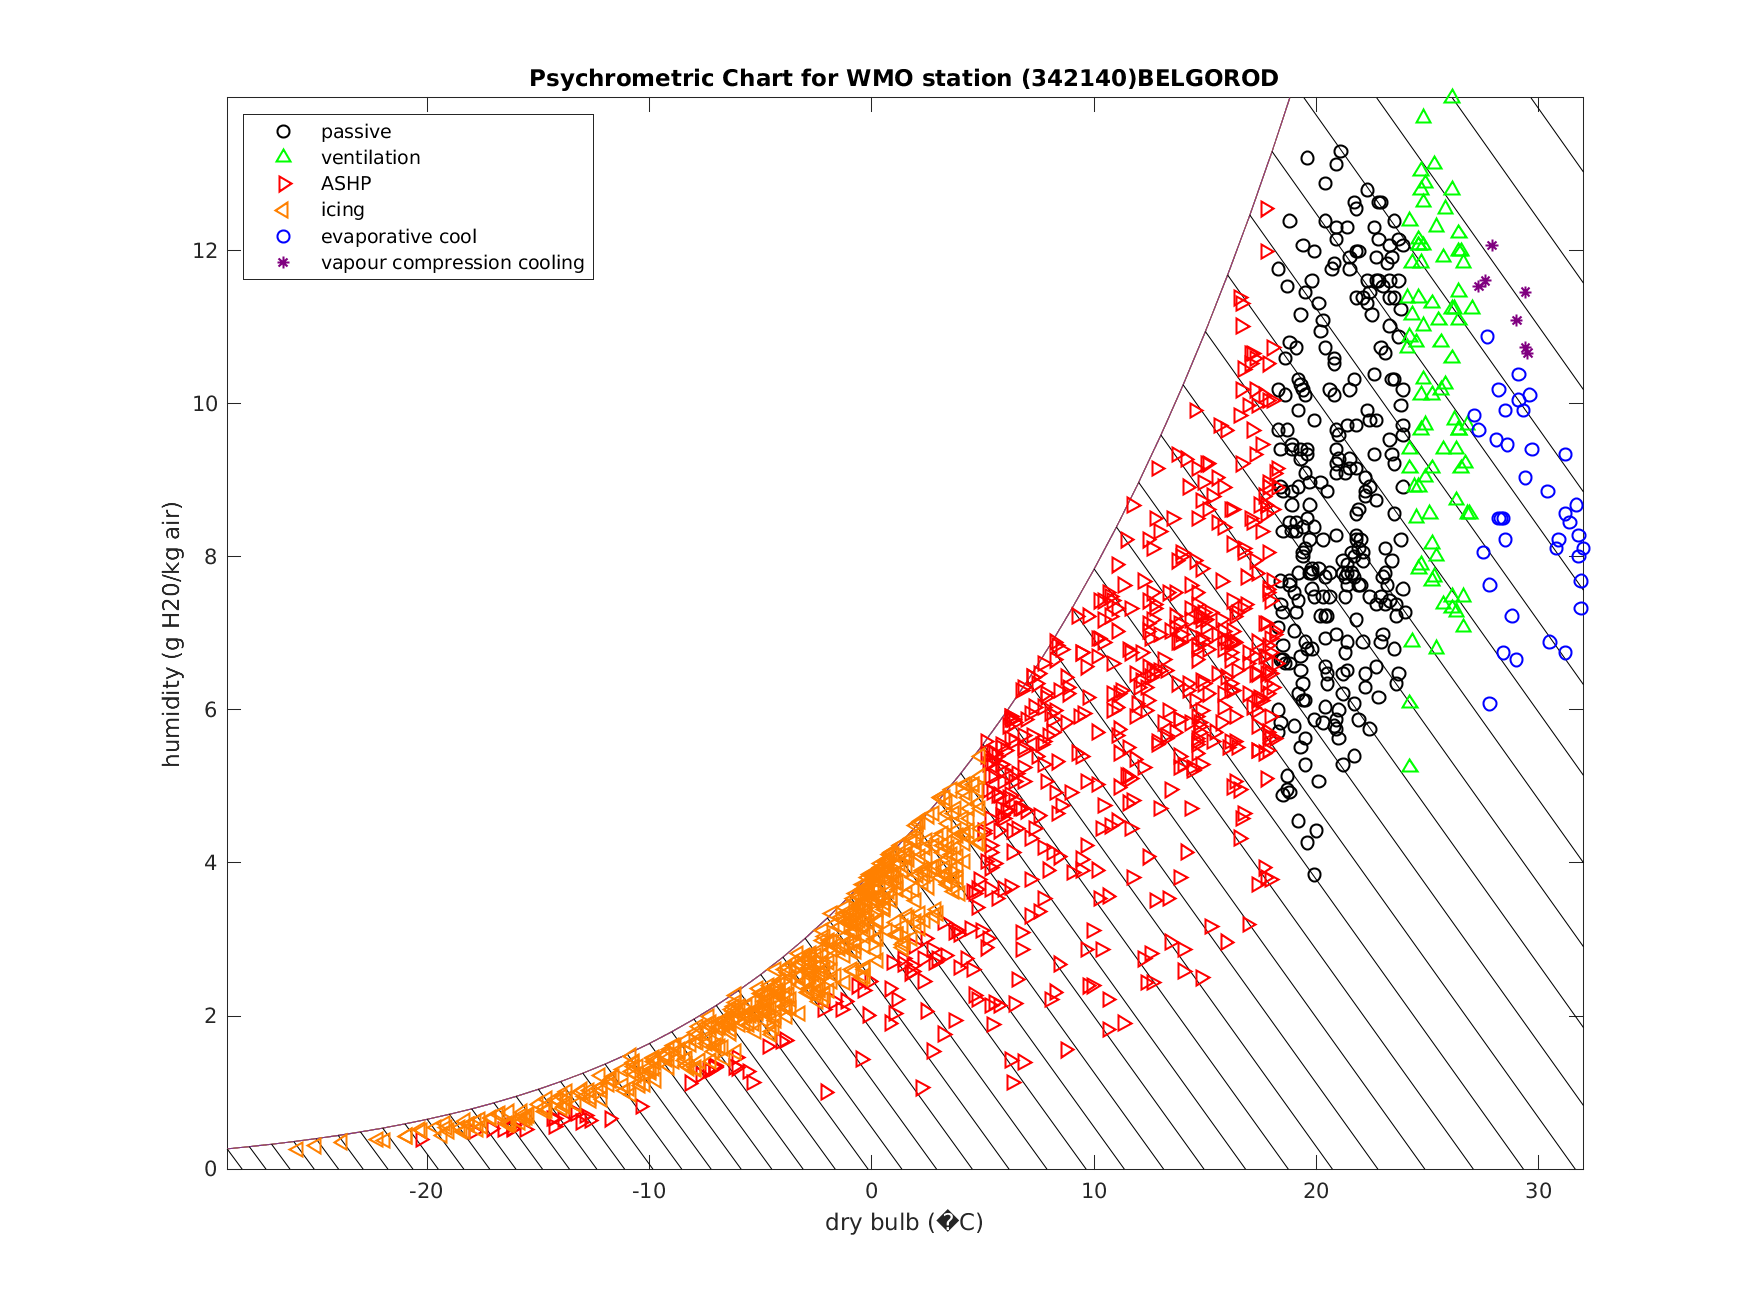 Psychrometric Chart for WMO station (342140)BELGOROD
passive
ventilation
ASHP
icing
evaporative cool
vapour compression cooling
humidity (g H20/kg air)
12
10
8
6
4
2
0
-20 -10 0 10 20 30
dry bulb (�C)